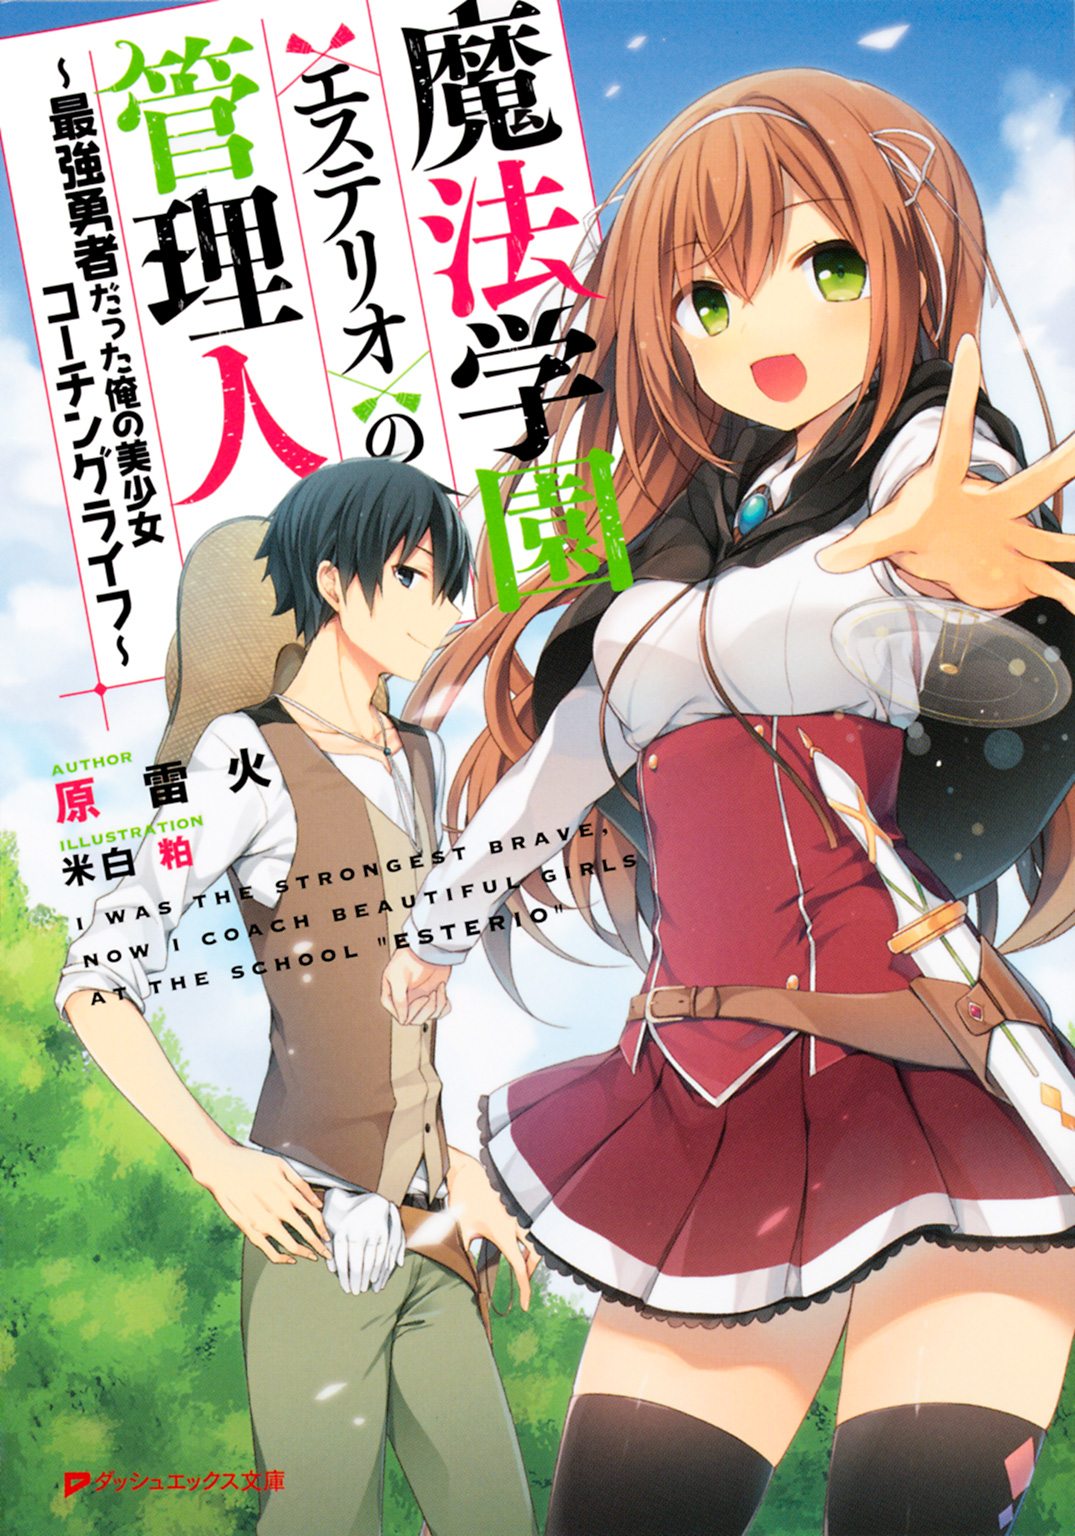 魔法学園
エステリオの
管理人
～最強勇者だった俺の美少女
コーチングライフ～
AUTHOR
原雷火
ILLUSTRATION
米白粕
I WAS THE STRONGEST BRAVE,
NOW I COACH BEAUTIFUL GIRLS
AT THE SCHOOL "ESTERIO"
ダッシュエックス文庫